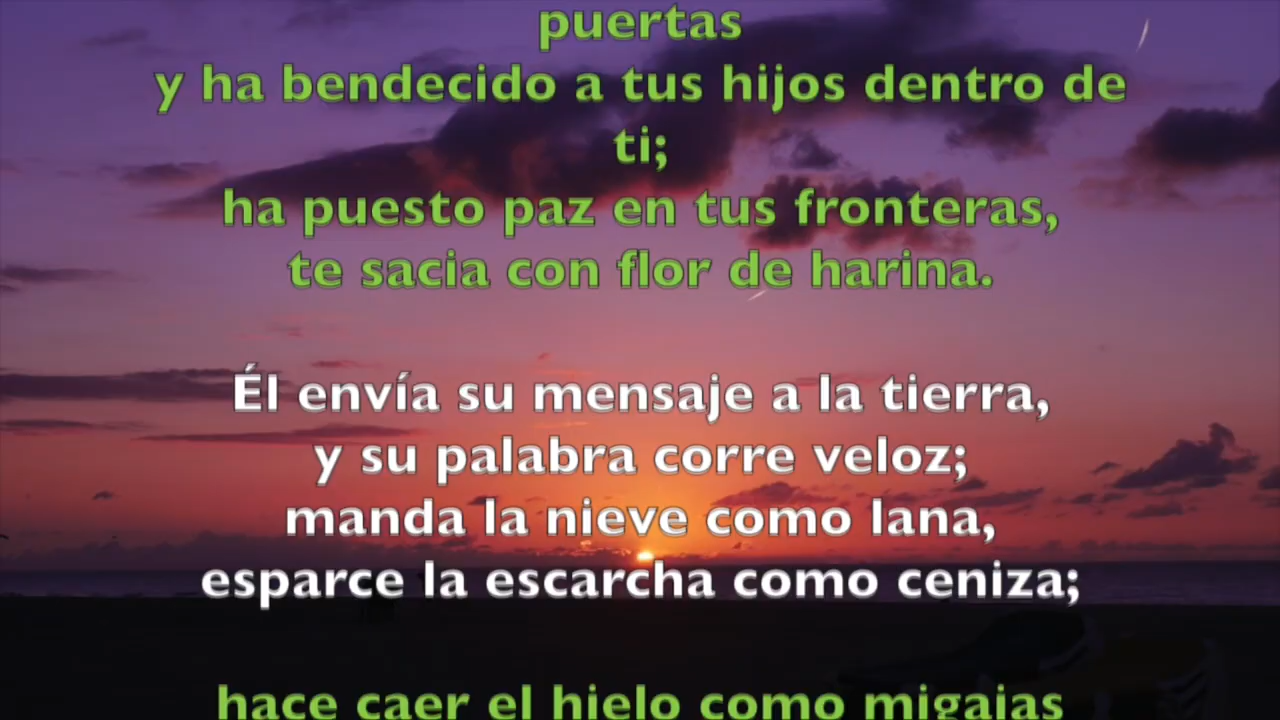 puertas
y ha bendecido a tus hijos dentro de
ti;
ha puesto paz en tus fronteras,
te sacia con flor de harina.
Él envía su mensaje a la tierra,
y su palabra corre veloz;
manda la nieve como lana,
esparce la escarcha como ceniza;
hace caer el hielo como migajas